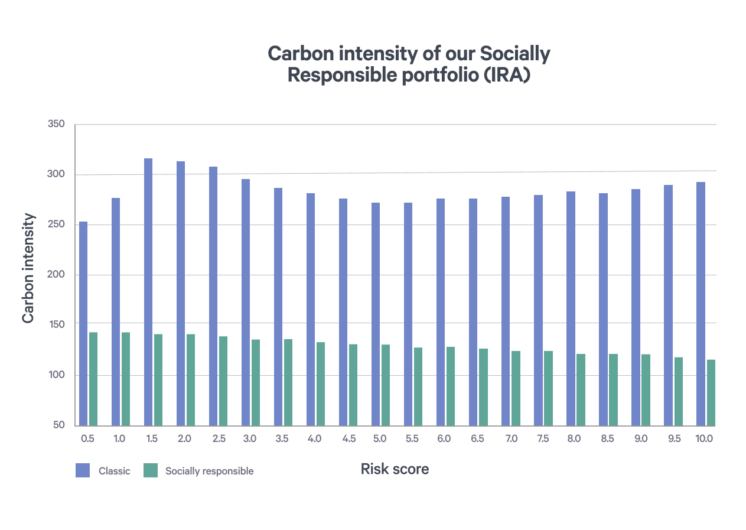 Carbon intensity of our Socially
Responsible portfolio (IRA)
350
300
250
200
150
100
50
Carbon intensity
0.5 1.0 1.5 2.0 2.5 3.0 3.5 4.0 4.5 5.0 5.5 6.0 6.5 7.0 7.5 8.0 8.5 9.0 9.5 10.0
Classic Socially responsible
Risk score